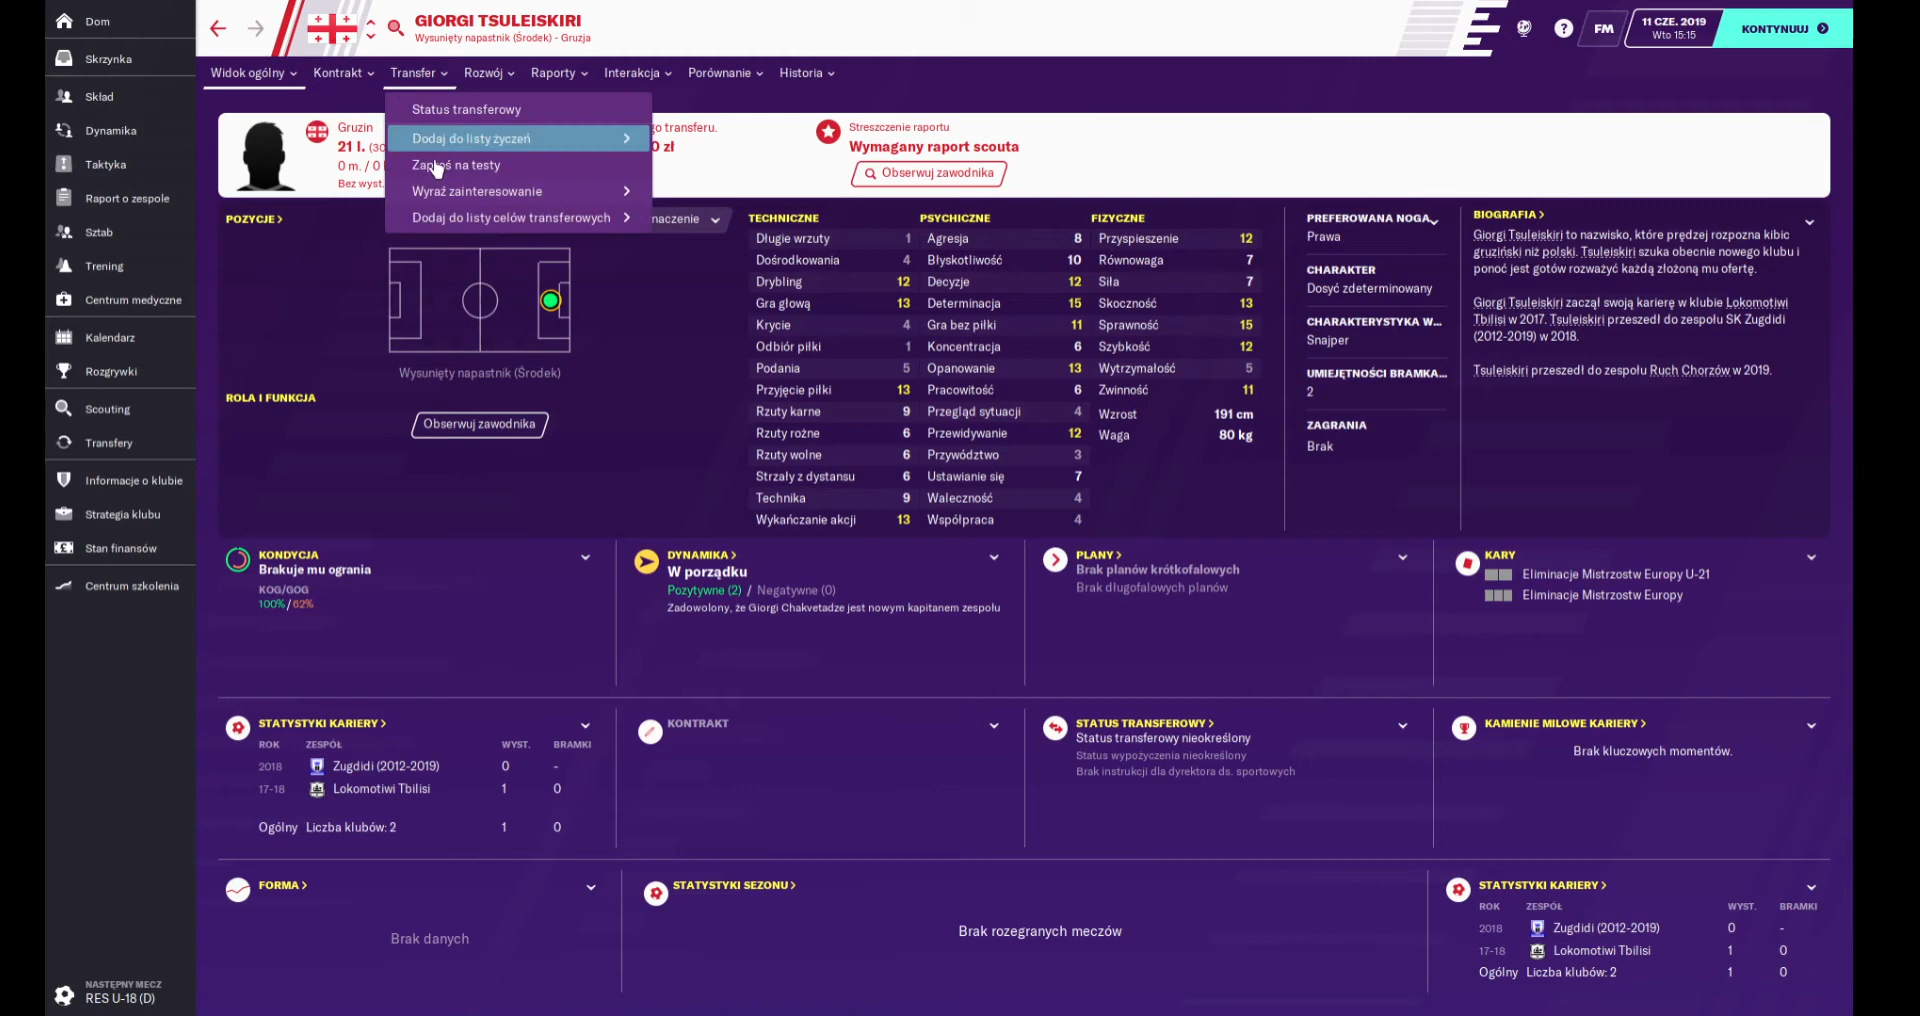 Dom
Skrzynka
Skład
Dynamika
Taktyka
Raport o zespole
Sztab
Trening
Centrum medyczne
Kalendarz
Rozgrywki
Scouting
Transfery
Informacje o klubie
Strategia klubu
Stan finansów
Centrum szkolenia
NASTĘPNY MECZ
RES U-18 (D)
GIORGI TSULEISKIRI
Wysunięty napastnik (Środek) - Gruzja
FM
11 CZE. 2019
Wto 15:15
KONTYNUUJ
Widok ogólny Kontrakt Transfer Rozwój Raporty Interakcja Porównanie Historia
Status transferowy
Dodaj do listy życzeń
na testy
Wyraź zainteresowanie
Dodaj do listy celów transferowych
Gruzin
21 l. (30
0 m. / 0
Bez wyst.
go transferu.
0 zł
Streszczenie raportu
Wymagany raport scouta
Obserwuj zawodnika
POZYCJE >
naczenie
Wysunięty napastnik (Środek)
ROLA I FUNKCJA
Obserwuj zawodnika
TECHNICZNE
Długie wrzuty 1
Dośrodkowania 4
Drybling 12
Gra głową 13
Krycie 4
Odbiór piłki 1
Podania 5
Przyjęcie piłki 13
Rzuty karne 9
Rzuty rożne 6
Rzuty wolne 6
Strzały z dystansu 6
Technika 9
Wykańczanie akcji 13
PSYCHICZNE
Agresja 8
Błyskotliwość 10
Decyzje 12
Determinacja 15
Gra bez piłki 11
Koncentracja 6
Opanowanie 13
Pracowitość 6
Przegląd sytuacji 4
Przewidywanie 12
Przywództwo 3
Ustawianie się 7
Waleczność 4
Współpraca 4
FIZYCZNE
Przyspieszenie 12
Równowaga 7
Siła 7
Skoczność 13
Sprawność 15
Szybkość 12
Wytrzymałość 5
Zwinność 11
Wzrost 191 cm
Waga 80 kg
PREFEROWANA NOGA
Prawa
CHARAKTER
Dosyć zdeterminowany
CHARAKTERYSTYKA W...
Snajper
UMIEJĘTNOŚCI BRAMKA...
2
ZAGRANIA
Brak
BIOGRAFIA >
Giorgi Tsuleiskiri to nazwisko, które prędzej rozpozna kibic
gruziński niż polski. Tsuleiskiri szuka obecnie nowego klubu i
ponoć jest gotów rozważyć każdą złożoną mu ofertę.
Giorgi Tsuleiskiri zaczął swoją karierę w klubie Lokomotiwi
Tbilisi w 2017. Tsuleiskiri przeszedł do zespołu SK Zugdidi
(2012-2019) w 2018.
Tsuleiskiri przeszedł do zespołu Ruch Chorzów w 2019.
KONDYCJA
Brakuje mu ogrania
KOG/GOG
100% / 62%
DYNAMIKA >
W porządku
Pozytywne (2) / Negatywne (0)
Zadowolony, że Giorgi Chakvetadze jest nowym kapitanem zespołu
PLANY >
Brak planów krótkofalowych
Brak długofalowych planów
KARY
Eliminacje Mistrzostw Europy U-21
Eliminacje Mistrzostw Europy
STATYSTYKI KARIERY >
ROK ZESPÓŁ WYST. BRAMKI
2018 Zugdidi (2012-2019) 0 -
17-18 Lokomotiwi Tbilisi 1 0
Ogólny Liczba klubów: 2 1 0
KONTRAKT
STATUS TRANSFEROWY >
Status transferowy nieokreślony
Status wypożyczenia nieokreślony
Brak instrukcji dla dyrektora ds. sportowych
KAMIENIE MILOWE KARIERY >
Brak kluczowych momentów.
FORMA >
Brak danych
STATYSTYKI SEZONU >
Brak rozegranych meczów
STATYSTYKI KARIERY >
ROK ZESPÓŁ WYST. BRAMKI
2018 Zugdidi (2012-2019) 0 -
17-18 Lokomotiwi Tbilisi 1 0
Ogólny Liczba klubów: 2 1 0